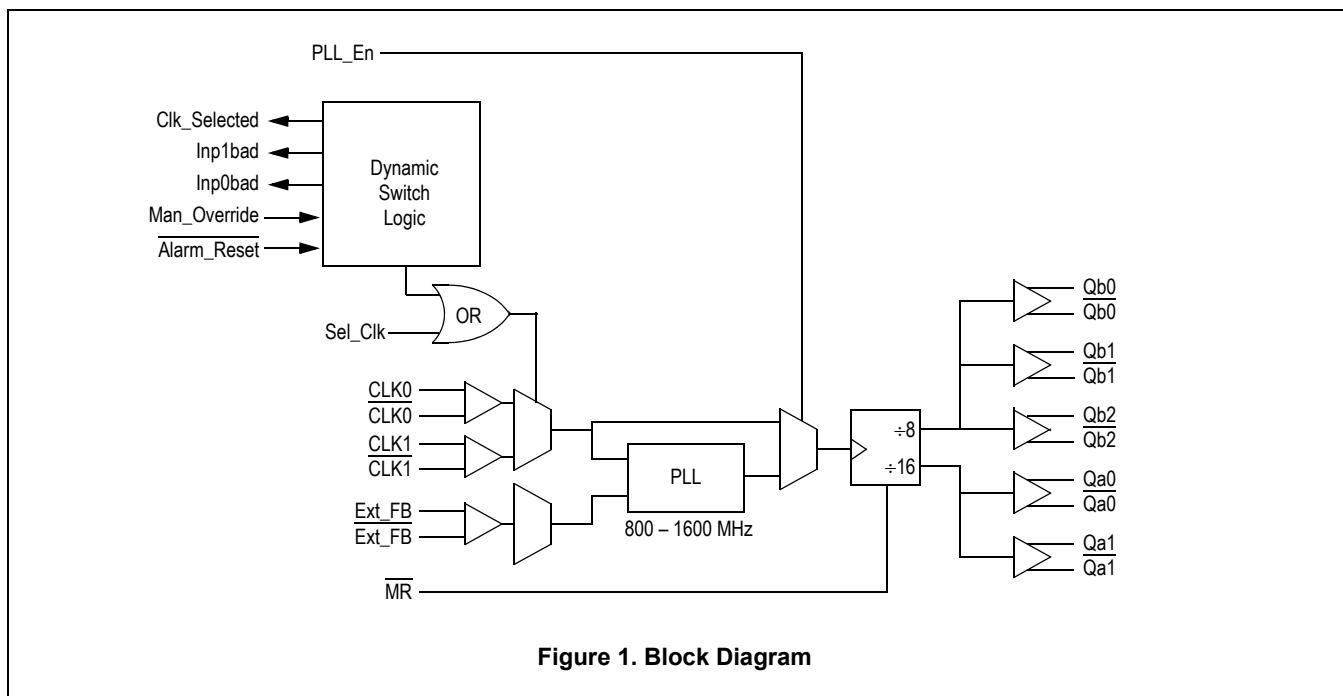 PLL_En
Clk_Selected
Inp1bad
Inp0bad
Man_Override
Alarm_Reset
Dynamic
Switch
Logic
OR
Sel_Clk
CLK0
CLK0
CLK1
CLK1
Ext_FB
Ext_FB
PLL
800 – 1600 MHz
MR
÷8
÷16
Qb0
Qb0
Qb1
Qb1
Qb2
Qb2
Qa0
Qa0
Qa1
Qa1
Figure 1. Block Diagram